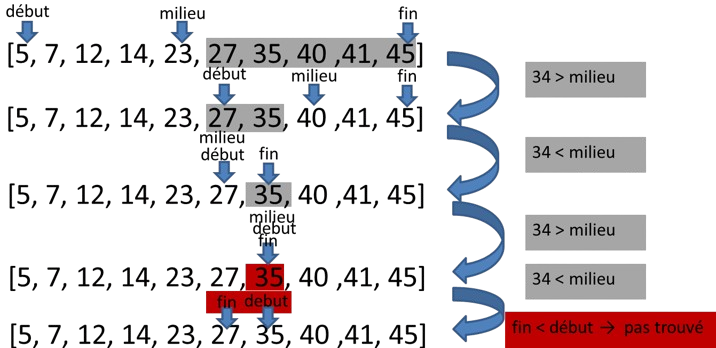 début milieu fin
[5, 7, 12, 14, 23, 27, 35, 40 ,41, 45]
34 > milieu
début milieu fin
[5, 7, 12, 14, 23, 27, 35, 40 ,41, 45]
milieu
début fin
34 < milieu
[5, 7, 12, 14, 23, 27, 35, 40 ,41, 45]
milieu
début
fin
34 > milieu
[5, 7, 12, 14, 23, 27, 35, 40 ,41, 45]
34 < milieu
fin debut
fin < début → pas trouvé
[5, 7, 12, 14, 23, 27, 35, 40 ,41, 45]